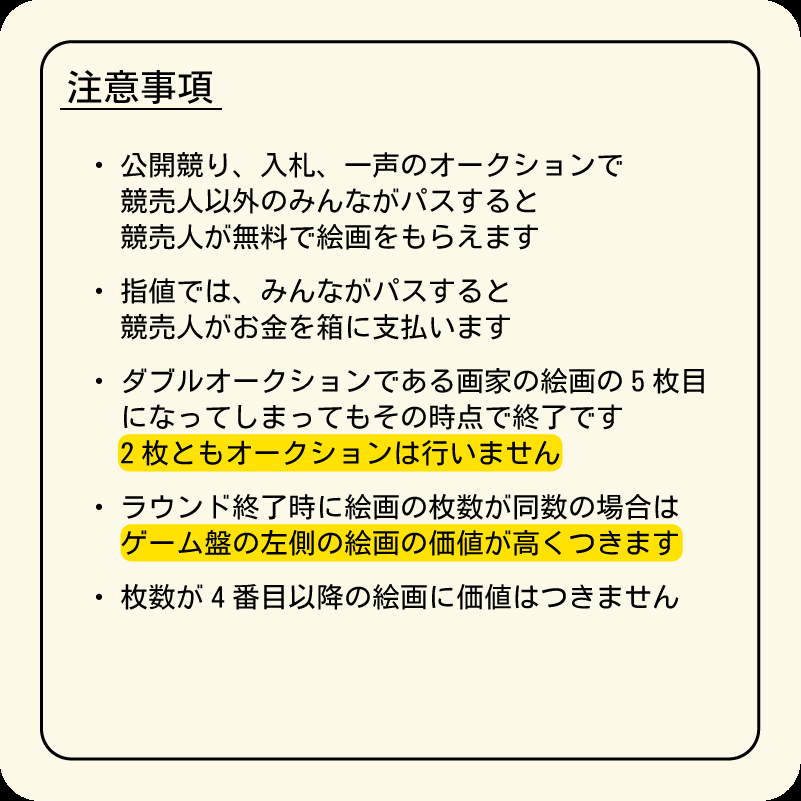 注意事項
・公開競り、入札、一声のオークションで
競売人以外のみんながパスすると
競売人が無料で絵画をもらえます
・指値では、みんながパスすると
競売人がお金を箱に支払います
・ダブルオークションである画家の絵画の5枚目
になってしまってもその時点で終了です
2枚ともオークションは行いません
・ラウンド終了時に絵画の枚数が同数の場合は
ゲーム盤の左側の絵画の価値が高くつきます
・枚数が4番目以降の絵画に価値はつきません